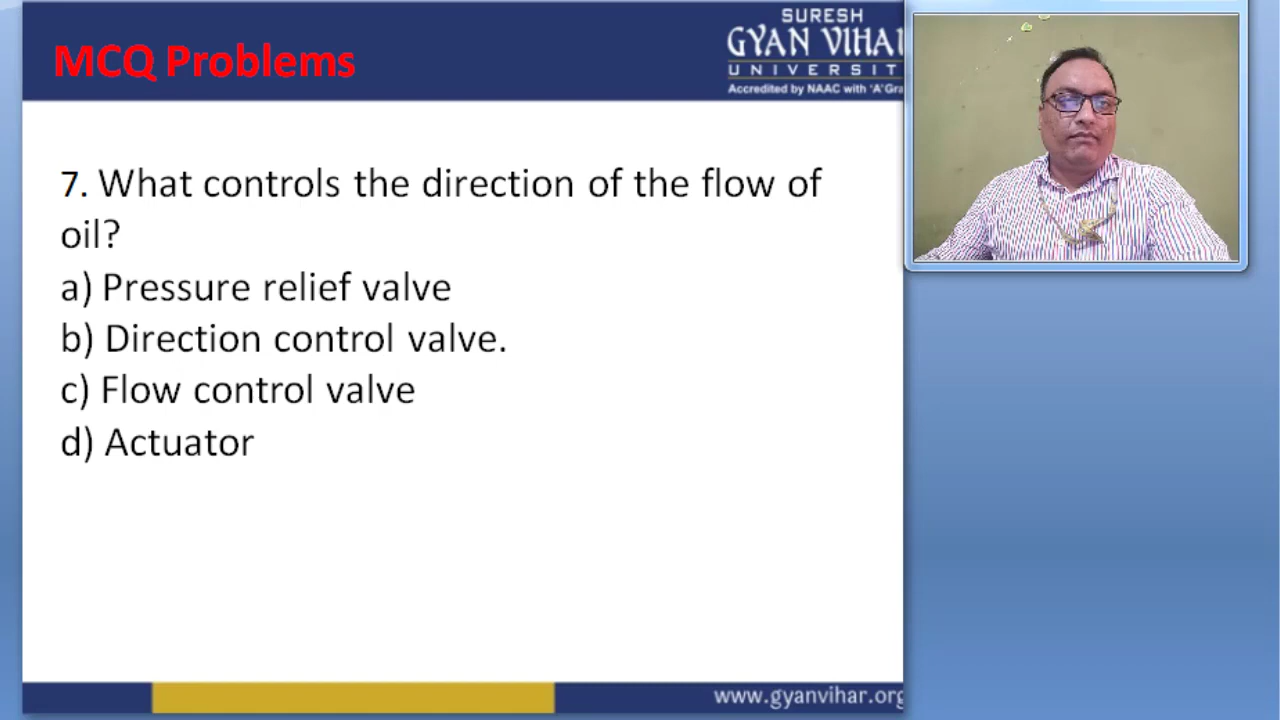 MCQ Problems
SURESH
GYAN VIHAR
UNIVERSIT
Accredited by NAAC with 'A' Gra
7. What controls the direction of the flow of
oil?
a) Pressure relief valve
b) Direction control valve.
c) Flow control valve
d) Actuator
www.gyanvihar.org